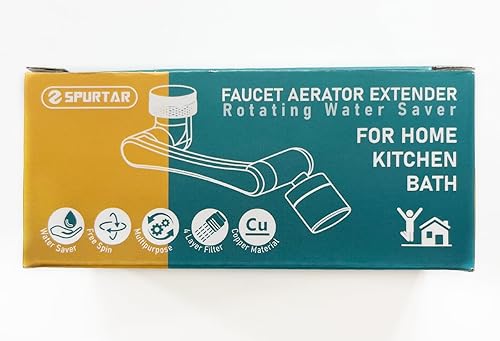 SPURTAR
FAUCET AERATOR EXTENDER
Rotating Water Saver
FOR HOME
KITCHEN
BATH
Water Saver
Free Spin
Multipurpose
4 Layer Filter
Cu
Copper Material